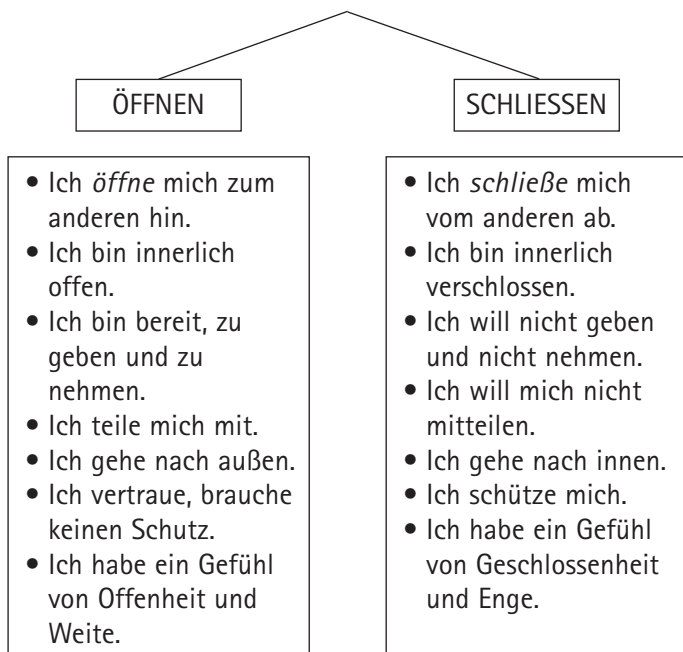 ÖFFNEN
• Ich öffne mich zum
anderen hin.
• Ich bin innerlich
offen.
• Ich bin bereit, zu
geben und zu
nehmen.
• Ich teile mich mit.
• Ich gehe nach außen.
• Ich vertraue, brauche
keinen Schutz.
• Ich habe ein Gefühl
von Offenheit und
Weite.
SCHLIESSEN
• Ich schließe mich
vom anderen ab.
• Ich bin innerlich
verschlossen.
• Ich will nicht geben
und nicht nehmen.
• Ich will mich nicht
mitteilen.
• Ich gehe nach innen.
• Ich schütze mich.
• Ich habe ein Gefühl
von Geschlossenheit
und Enge.